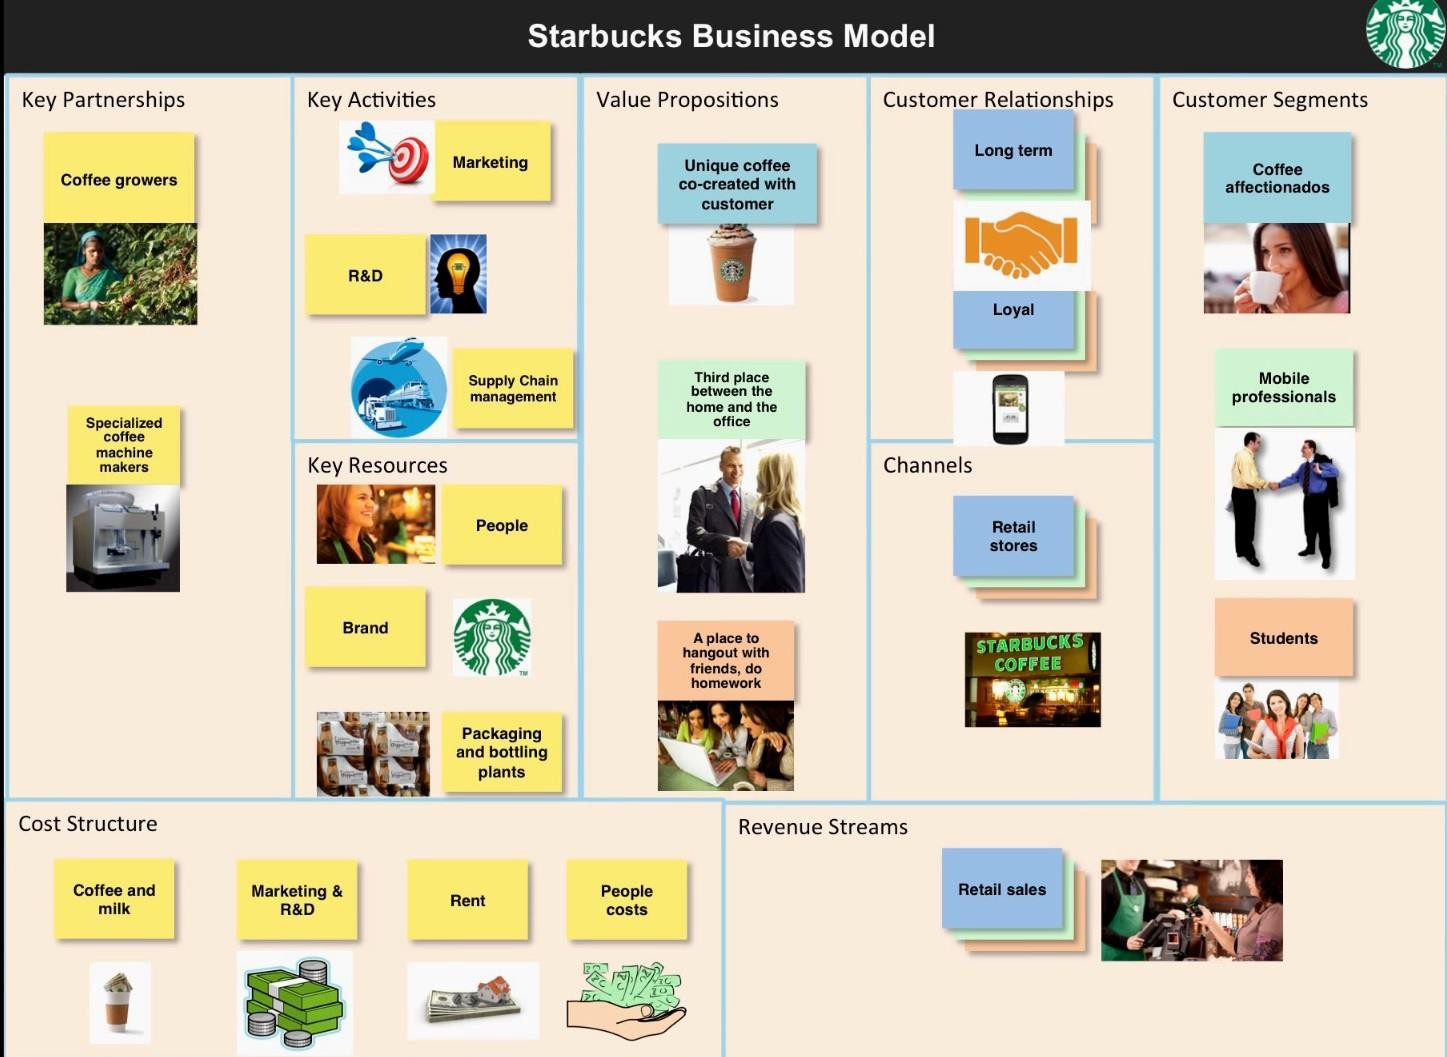 Starbucks Business Model
TM
Key Partnerships
Coffee growers
Specialized
coffee
machine
makers
Key Activities
Marketing
R&D
Supply Chain
management
Key Resources
People
Brand
TM
Packaging
and bottling
plants
Value Propositions
Unique coffee
co-created with
customer
Third place
between the
home and the
office
A place to
hangout with
friends, do
homework
Customer Relationships
Long term
Loyal
Channels
Retail
stores
STARBUCKS
COFFEE
Customer Segments
Coffee
affectionados
Mobile
professionals
Students
Cost Structure
Coffee and
milk
Marketing &
R&D
Rent
People
costs
Revenue Streams
Retail sales